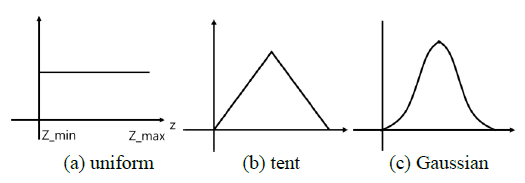 Z_min
Z_max
z
(a) uniform
(b) tent
(c) Gaussian